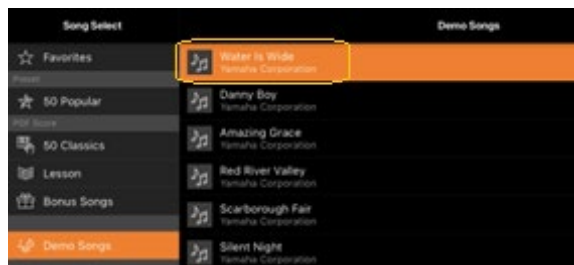 Song Select
Demo Songs
Favorites
Preset
50 Popular
PDF Score
50 Classics
Lesson
Bonus Songs
Demo Songs
Water Is Wide
Yamaha Corporation
Danny Boy
Yamaha Corporation
Amazing Grace
Yamaha Corporation
Red River Valley
Yamaha Corporation
Scarborough Fair
Yamaha Corporation
Silent Night
Yamaha Corporation